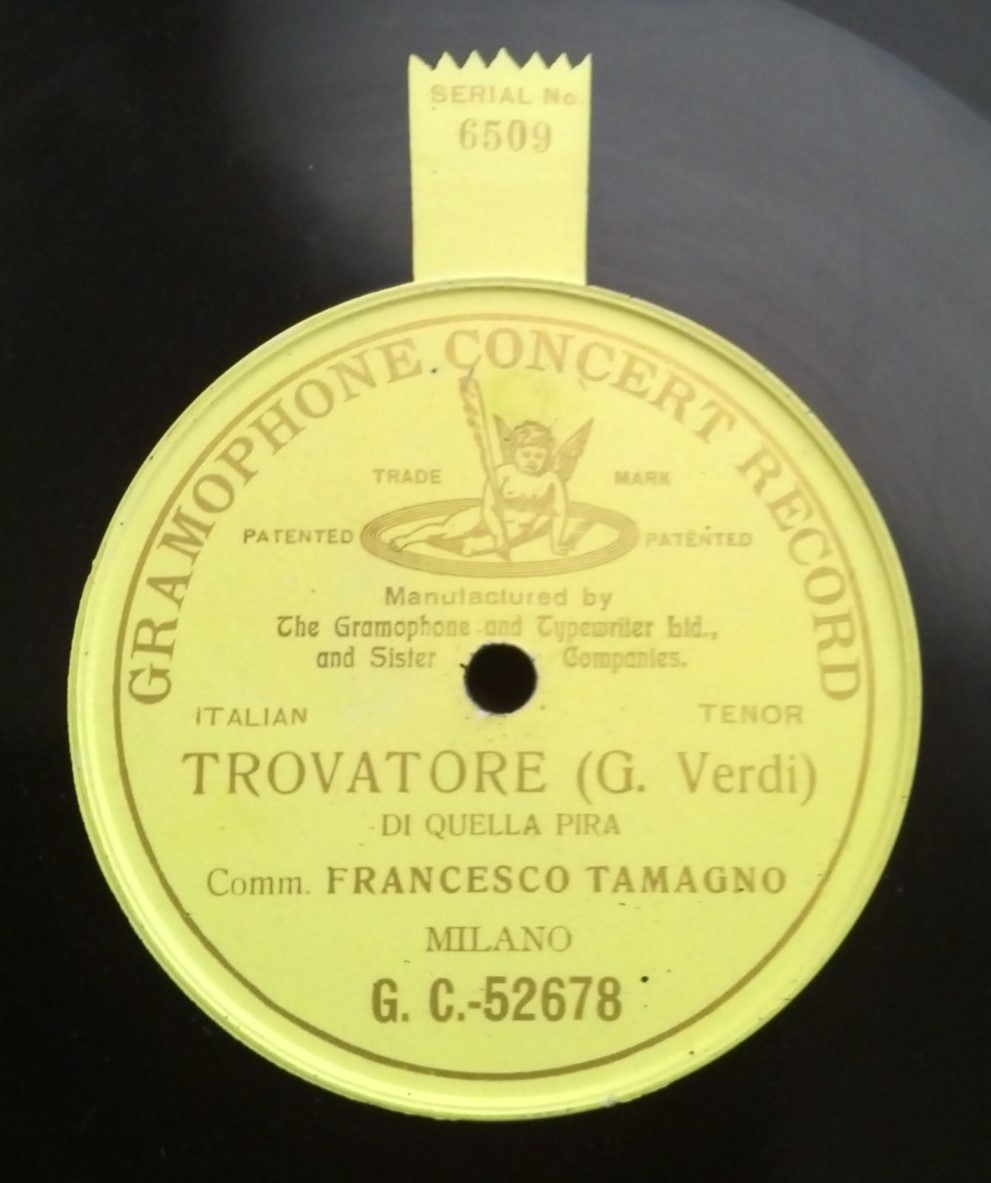 SERIAL No
6509
GRAMOPHONE CONCERT RECORD
TRADE MARK
PATENTED PATENTED
Manufactured by
The Gramophone and Typewriter Ltd.,
and Sister Companies.
ITALIAN TENOR
TROVATORE (G. Verdi)
DI QUELLA PIRA
Comm. FRANCESCO TAMAGNO
MILANO
G. C.-52678